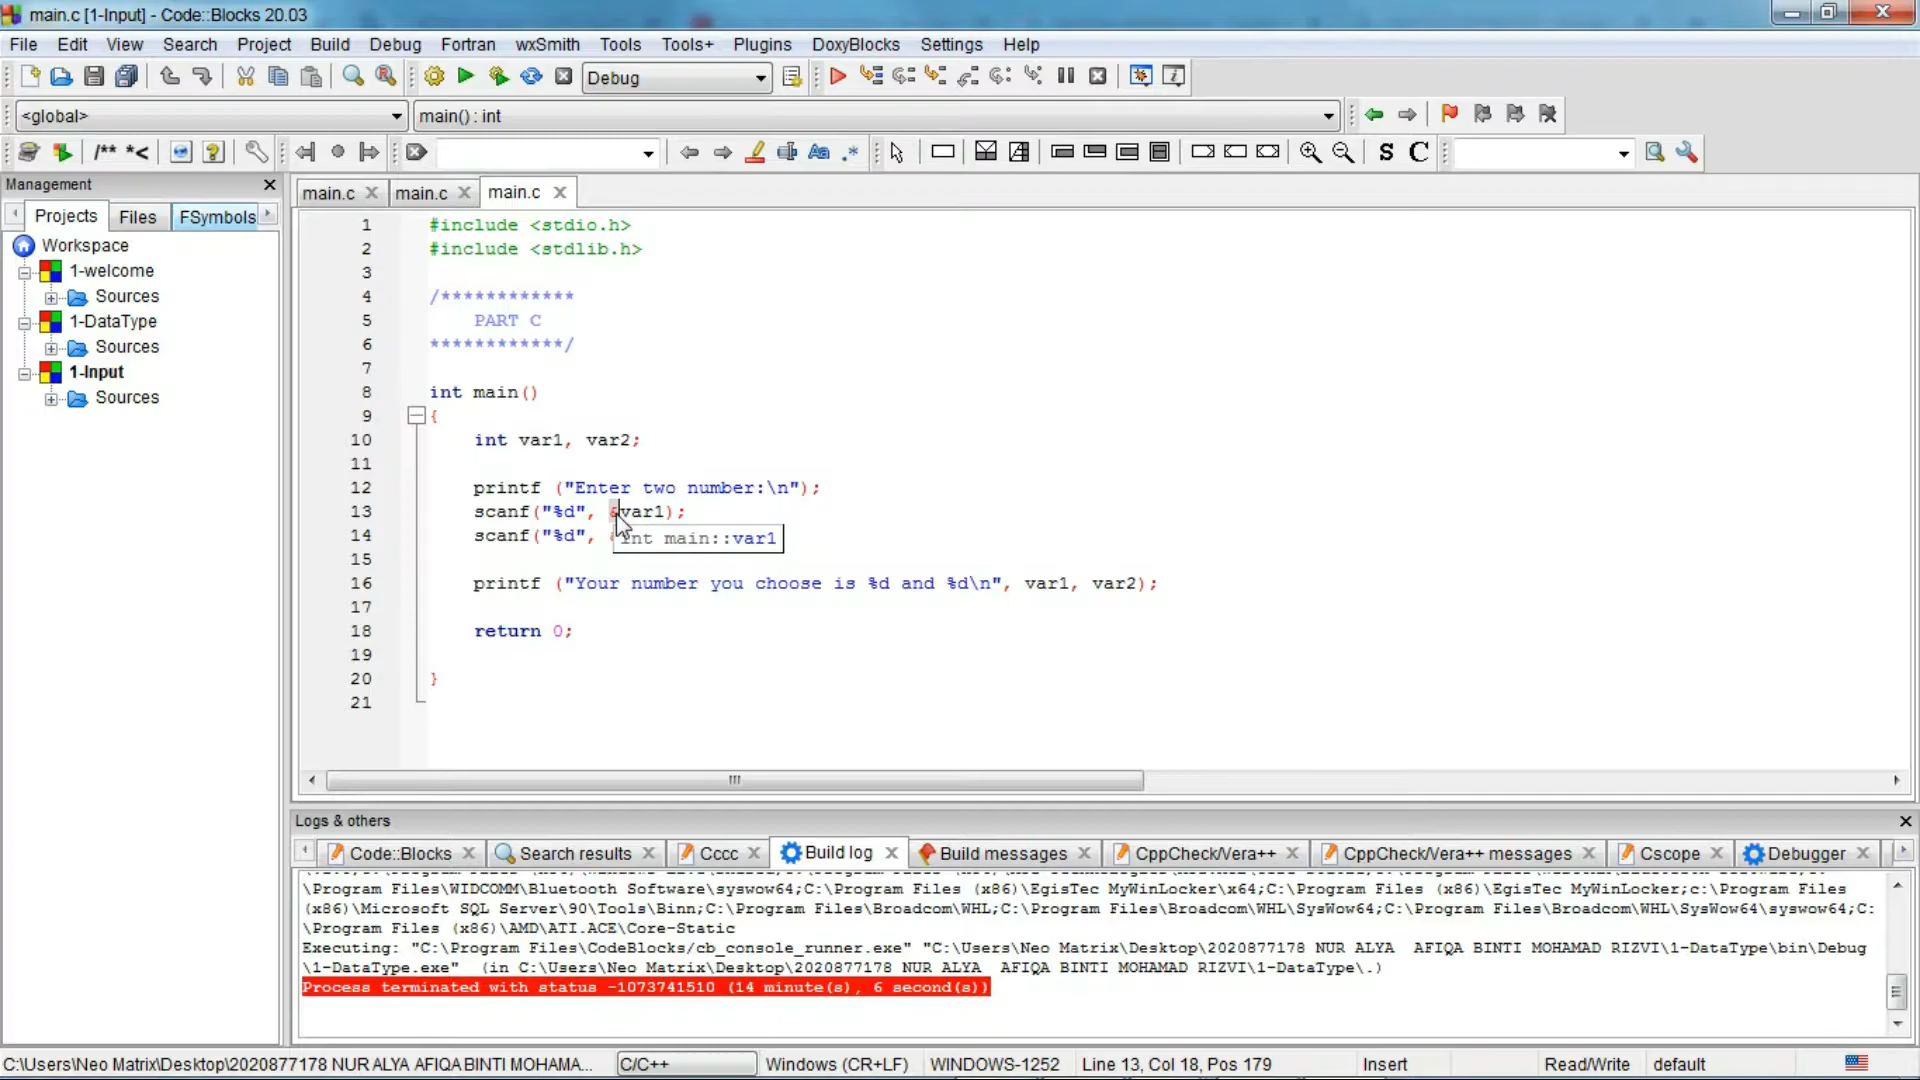 main.c [1-Input] - Code::Blocks 20.03
File Edit View Search Project Build Debug Fortran wxSmith Tools Tools+ Plugins DoxyBlocks Settings Help
Debug
<global> main() : int
/** *< S C
Management
main.c main.c main.c
Projects Files FSymbols
Workspace
1-welcome
Sources
1-DataType
Sources
1-Input
Sources
1 #include <stdio.h>
2 #include <stdlib.h>
3
4 /************
5 PART C
6 ************/
7
8 int main()
9 {
10 int var1, var2;
11
12 printf ("Enter two number:\n");
13 scanf("%d", &var1);
14 scanf("%d",
int main::var1
15
16 printf ("Your number you choose is %d and %d\n", var1, var2);
17
18 return 0;
19
20 }
21
Logs & others
Code::Blocks Search results Cccc Build log Build messages CppCheck/Vera++ CppCheck/Vera++ messages Cscope Debugger
\Program Files\WIDCOMM\Bluetooth Software\syswow64;C:\Program Files (x86)\EgisTec MyWinLocker\x64;C:\Program Files (x86)\EgisTec MyWinLocker;c:\Program Files
(x86)\Microsoft SQL Server\90\Tools\Binn;C:\Program Files\Broadcom\WHL;C:\Program Files\Broadcom\WHL\SysWow64;C:\Program Files\Broadcom\WHL\SysWow64\syswow64;C:
\Program Files (x86)\AMD\ATI.ACE\Core-Static
Executing: "C:\Program Files\CodeBlocks/cb_console_runner.exe" "C:\Users\Neo Matrix\Desktop\2020877178 NUR ALYA  AFIQA BINTI MOHAMAD RIZVI\1-DataType\bin\Debug
\1-DataType.exe"  (in C:\Users\Neo Matrix\Desktop\2020877178 NUR ALYA  AFIQA BINTI MOHAMAD RIZVI\1-DataType\.)
Process terminated with status -1073741510 (14 minute(s), 6 second(s))
C:\Users\Neo Matrix\Desktop\2020877178 NUR ALYA AFIQA BINTI MOHAMA... C/C++ Windows (CR+LF) WINDOWS-1252 Line 13, Col 18, Pos 179 Insert Read/Write default